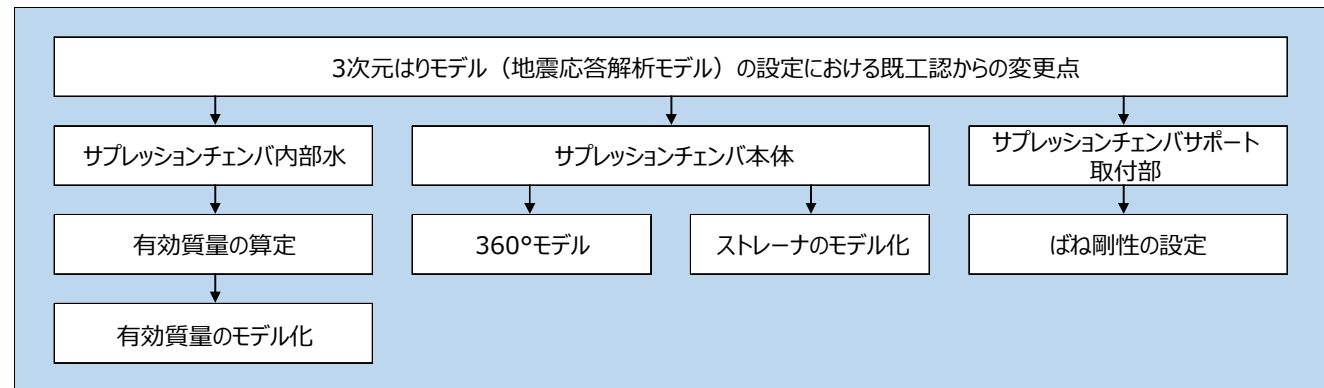 3次元はりモデル（地震応答解析モデル）の設定における既工認からの変更点
サプレッションチェンバ内部水
サプレッションチェンバ本体
サプレッションチェンバサポート
取付部
有効質量の算定
360°モデル
ストレーナのモデル化
ばね剛性の設定
有効質量のモデル化